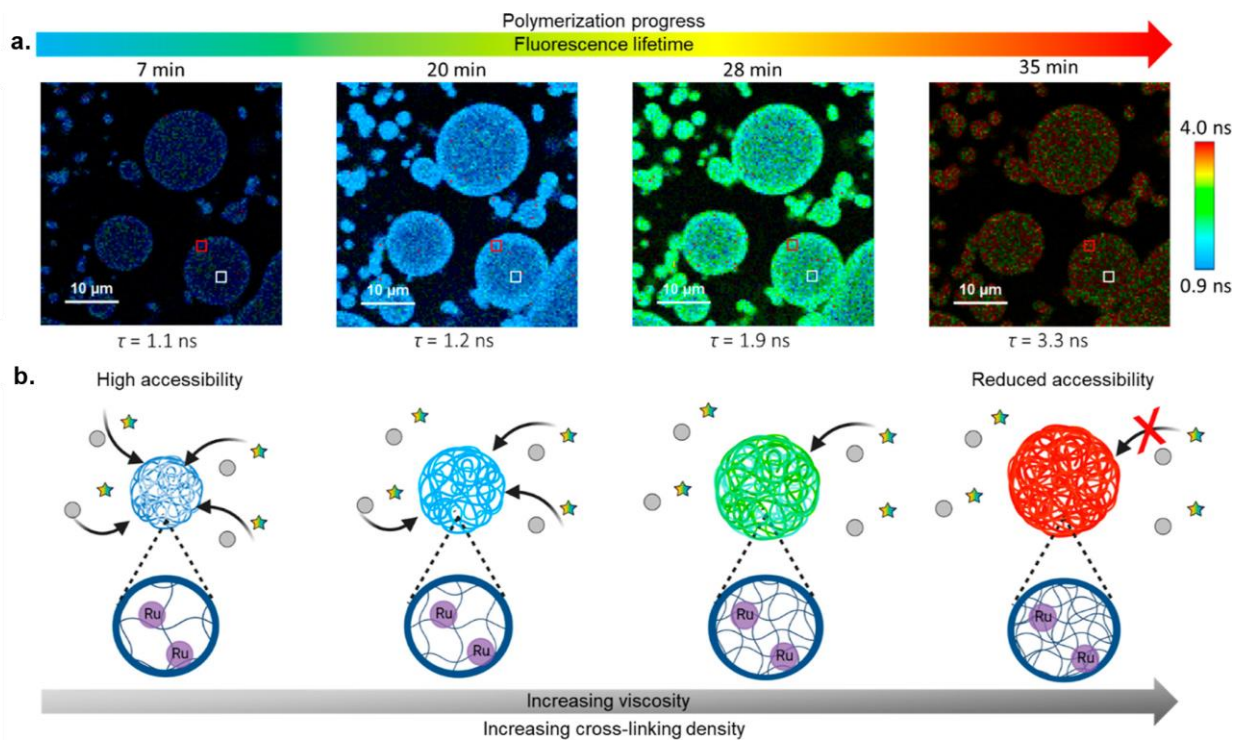 Polymerization progress
a.
Fluorescence lifetime
7 min
20 min
28 min
35 min
4.0 ns
0.9 ns
10 µm
10 µm
10 µm
10 µm
τ = 1.1 ns
τ = 1.2 ns
τ = 1.9 ns
τ = 3.3 ns
b.
High accessibility
Reduced accessibility
Ru
Ru
Ru
Ru
Ru
Ru
Ru
Ru
Increasing viscosity
Increasing cross-linking density